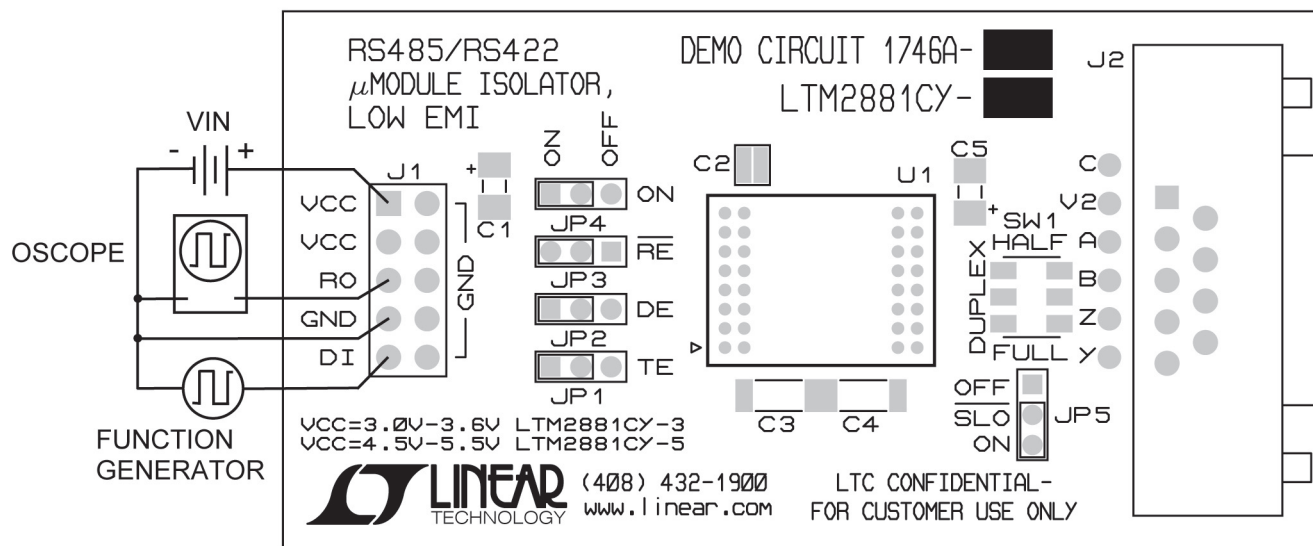 RS485/RS422
µMODULE ISOLATOR,
LOW EMI
DEMO CIRCUIT 1746A-
LTM2881CY-
J2
VIN
- +
OSCOPE
FUNCTION
GENERATOR
J1
VCC
VCC
RO
GND
DI
GND
+
C1
ON
OFF
ON
JP4
RE
JP3
DE
JP2
TE
JP1
C2
U1
C5
+
C3
C4
SW1
HALF
DUPLEX
FULL
C
V2
A
B
Z
Y
OFF
SLO
ON
JP5
VCC=3.0V-3.6V LTM2881CY-3
VCC=4.5V-5.5V LTM2881CY-5
LINEAR
TECHNOLOGY
(408) 432-1900
www.linear.com
LTC CONFIDENTIAL-
FOR CUSTOMER USE ONLY